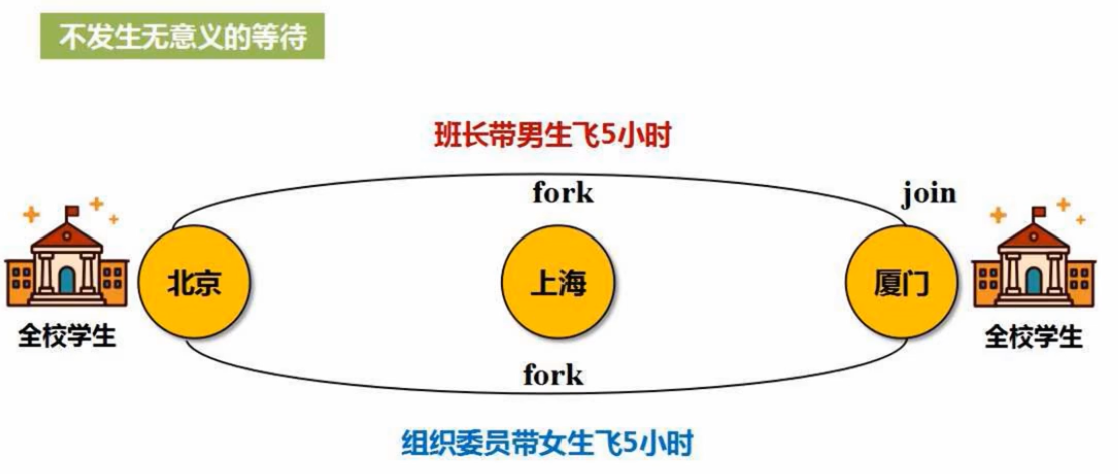 不发生无意义的等待
班长带男生飞5小时
fork
join
北京
上海
厦门
全校学生
全校学生
fork
组织委员带女生飞5小时